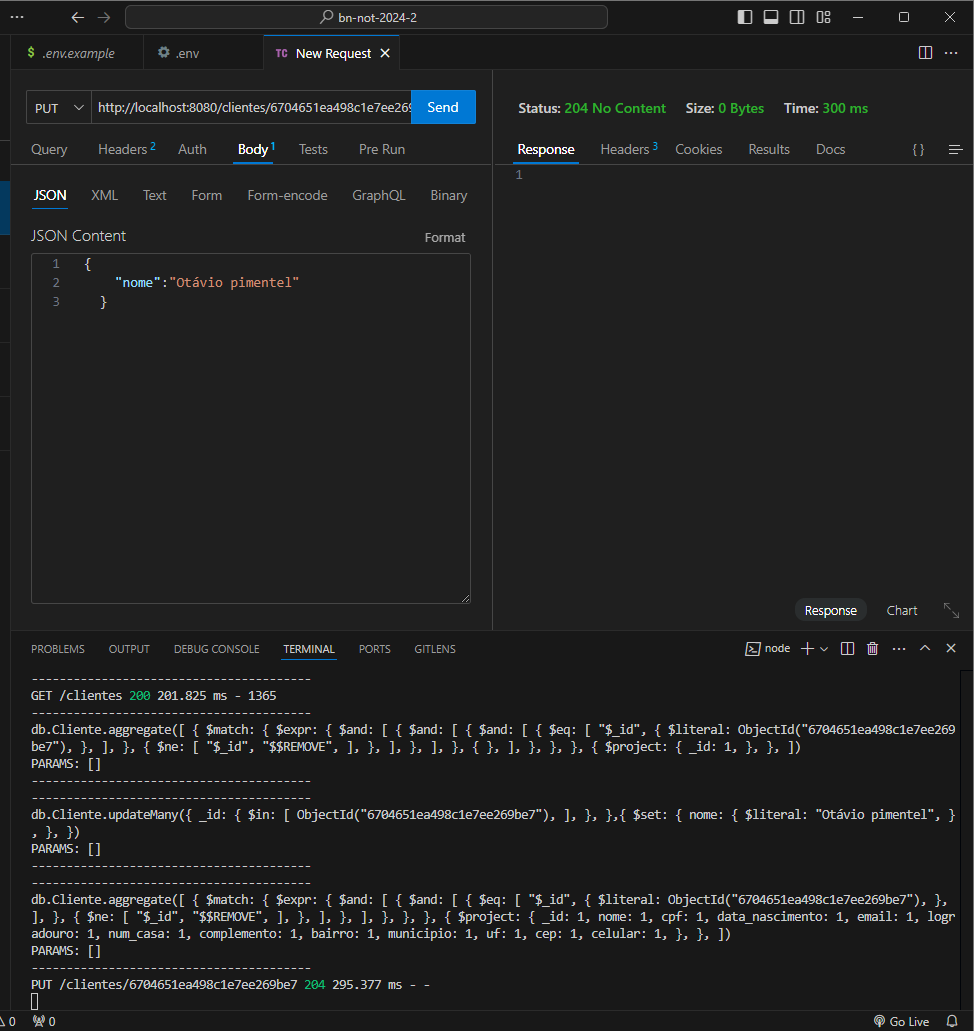 bn-not-2024-2
$ .env.example
.env
TC New Request
PUT
http://localhost:8080/clientes/6704651ea498c1e7ee269
Send
Status: 204 No Content Size: 0 Bytes Time: 300 ms
Query Headers 2 Auth Body 1 Tests Pre Run
Response Headers 3 Cookies Results Docs { }
1
JSON XML Text Form Form-encode GraphQL Binary
JSON Content
Format
1 {
2 "nome":"Otávio pimentel"
3 }
Response Chart
PROBLEMS OUTPUT DEBUG CONSOLE TERMINAL PORTS GITLENS
node
---------------------------------------
GET /clientes 200 201.825 ms - 1365
---------------------------------------
db.Cliente.aggregate([ { $match: { $expr: { $and: [ { $and: [ { $and: [ { $eq: [ "$_id", { $literal: ObjectId("6704651ea498c1e7ee269
be7"), }, ], }, { $ne: [ "$_id", "$$REMOVE", ], }, ], }, ], }, { }, ], }, }, }, { $project: { _id: 1, }, }, ])
PARAMS: []
---------------------------------------
---------------------------------------
db.Cliente.updateMany({ _id: { $in: [ ObjectId("6704651ea498c1e7ee269be7"), ], }, },{ $set: { nome: { $literal: "Otávio pimentel", }
, }, })
PARAMS: []
---------------------------------------
---------------------------------------
db.Cliente.aggregate([ { $match: { $expr: { $and: [ { $and: [ { $eq: [ "$_id", { $literal: ObjectId("6704651ea498c1e7ee269be7"), },
], }, { $ne: [ "$_id", "$$REMOVE", ], }, ], }, ], }, }, }, { $project: { _id: 1, nome: 1, cpf: 1, data_nascimento: 1, email: 1, logr
adouro: 1, num_casa: 1, complemento: 1, bairro: 1, municipio: 1, uf: 1, cep: 1, celular: 1, }, }, ])
PARAMS: []
---------------------------------------
PUT /clientes/6704651ea498c1e7ee269be7 204 295.377 ms - -
0 0
Go Live